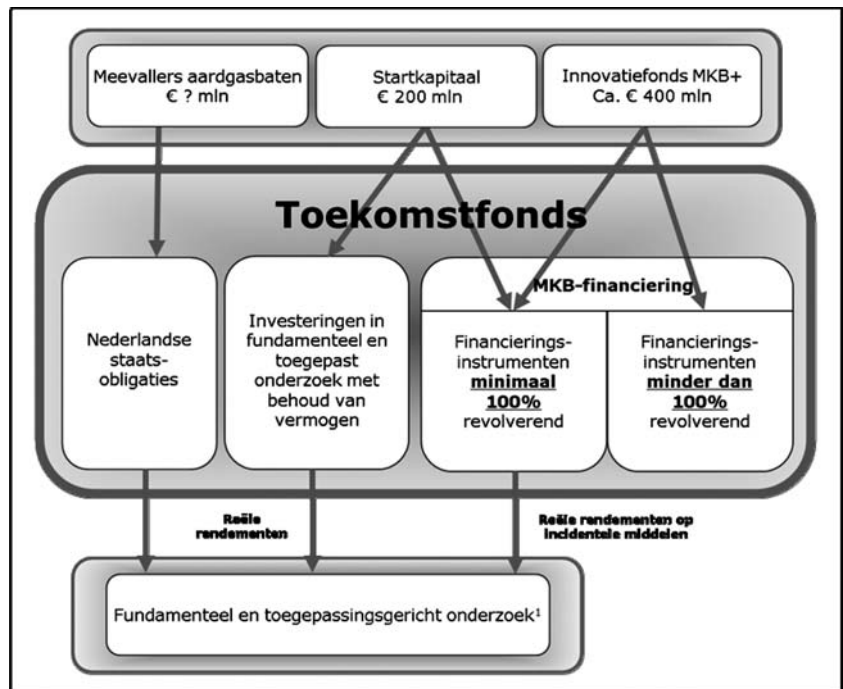 Meevallers aardgasbaten
€ ? mln
Startkapitaal
€ 200 mln
Innovatiefonds MKB+
Ca. € 400 mln
Toekomstfonds
Nederlandse
staats-
obligaties
Investeringen in
fundamenteel en
toegepast
onderzoek met
behoud van
vermogen
MKB-financiering
Financierings-
instrumenten
minimaal
100%
revolverend
Financierings-
instrumenten
minder dan
100%
revolverend
Reële
rendementen
Reële rendementen op
incidentele middelen
Fundamenteel en toegepassingsgericht onderzoek¹